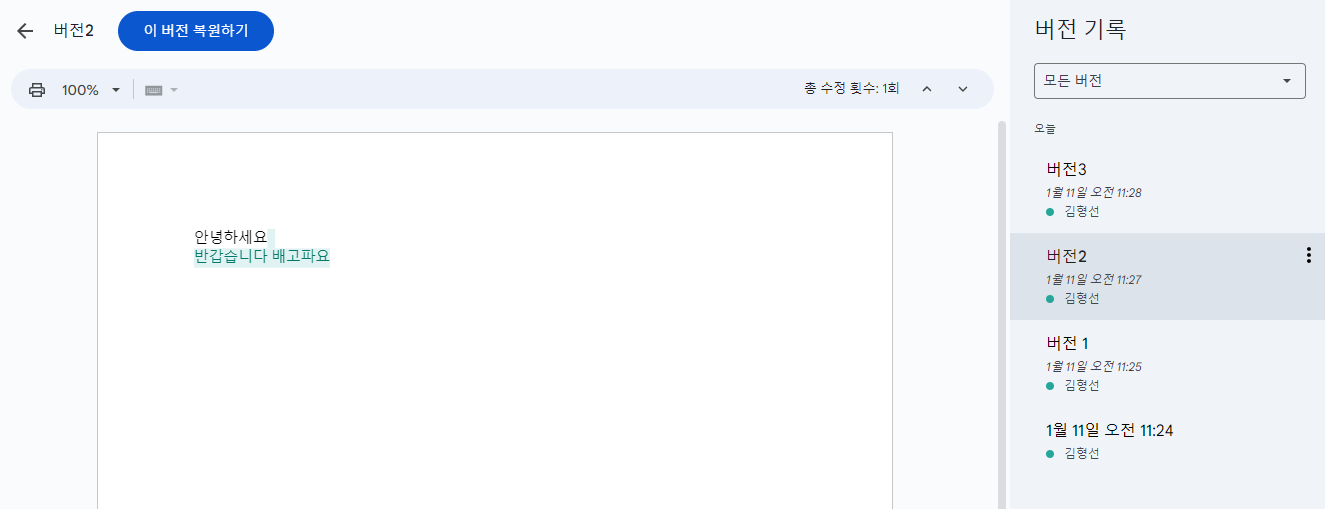 버전2
이 버전 복원하기
100%
총 수정 횟수: 1회
안녕하세요
반갑습니다 배고파요
버전 기록
모든 버전
오늘
버전3
1월 11일 오전 11:28
김형선
버전2
1월 11일 오전 11:27
김형선
버전 1
1월 11일 오전 11:25
김형선
1월 11일 오전 11:24
김형선